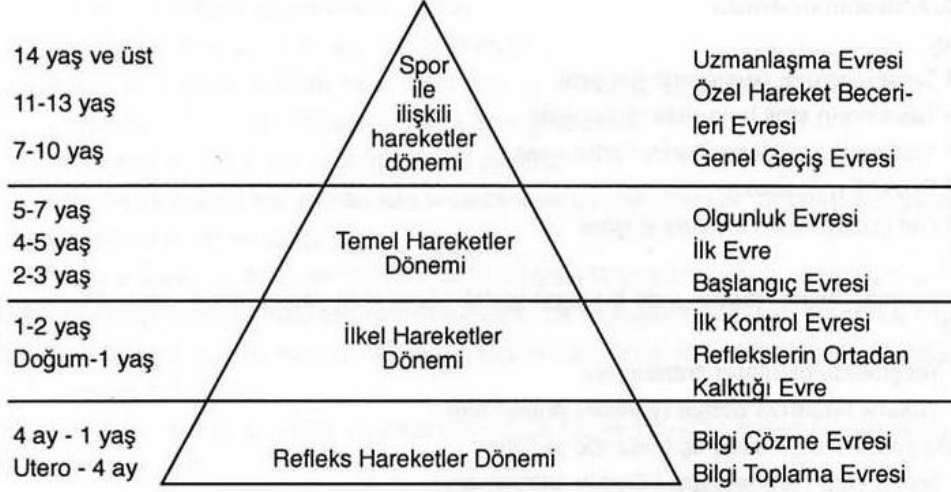 14 yaş ve üst
11-13 yaş
7-10 yaş
Spor
ile
ilişkili
hareketler
dönemi
Uzmanlaşma Evresi
Özel Hareket Beceri-
leri Evresi
Genel Geçiş Evresi
5-7 yaş
4-5 yaş
2-3 yaş
Temel Hareketler
Dönemi
Olgunluk Evresi
İlk Evre
Başlangıç Evresi
1-2 yaş
Doğum-1 yaş
İlkel Hareketler
Dönemi
İlk Kontrol Evresi
Reflekslerin Ortadan
Kalktığı Evre
4 ay - 1 yaş
Utero - 4 ay
Refleks Hareketler Dönemi
Bilgi Çözme Evresi
Bilgi Toplama Evresi